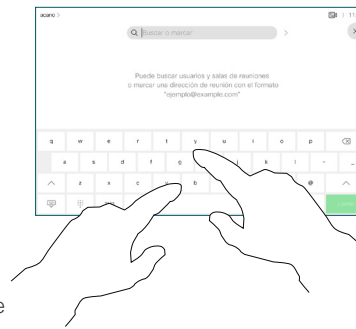 acano >
11:
Buscar o marcar
Puede buscar usuarios y salas de reuniones
o marcar una dirección de reunión con el formato
"ejemplo@example.com"
q w e r t y u i o p
a s d f g k l - _
z x c v b @
e